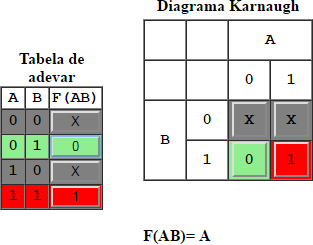 Diagrama Karnaugh
A
0 1
B
0 X X
1 0 1
Tabela de
adevar
A B F(AB)
0 0 X
0 1 0
1 0 X
1 1 1
F(AB)= A